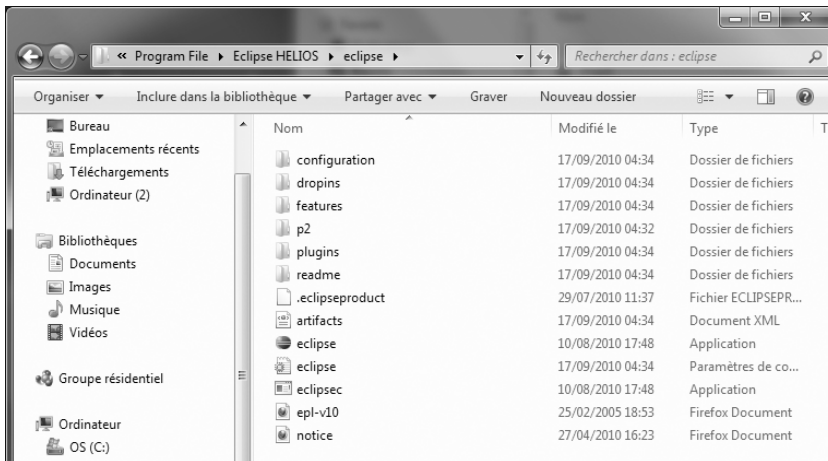 « Program File ▸ Eclipse HELIOS ▸ eclipse ▸
Rechercher dans : eclipse
Organiser Inclure dans la bibliothèque Partager avec Graver Nouveau dossier
Bureau
Emplacements récents
Téléchargements
Ordinateur (2)
Bibliothèques
Documents
Images
Musique
Vidéos
Groupe résidentiel
Ordinateur
OS (C:)
Nom Modifié le Type T
configuration 17/09/2010 04:34 Dossier de fichiers
dropins 17/09/2010 04:34 Dossier de fichiers
features 17/09/2010 04:34 Dossier de fichiers
p2 17/09/2010 04:32 Dossier de fichiers
plugins 17/09/2010 04:34 Dossier de fichiers
readme 17/09/2010 04:34 Dossier de fichiers
.eclipseproduct 29/07/2010 11:37 Fichier ECLIPSEPR...
artifacts 17/09/2010 04:34 Document XML
eclipse 10/08/2010 17:48 Application
eclipse 17/09/2010 04:34 Paramètres de co...
eclipsec 10/08/2010 17:48 Application
epl-v10 25/02/2005 18:53 Firefox Document
notice 27/04/2010 16:23 Firefox Document